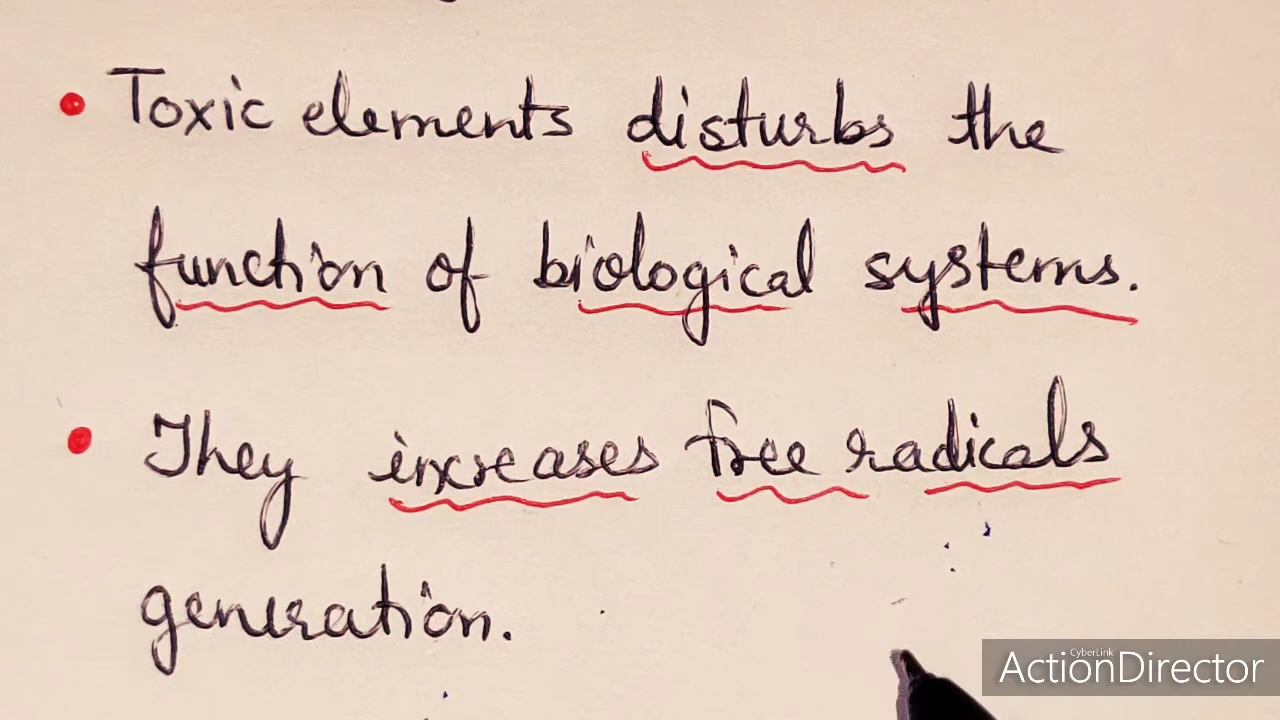 • Toxic elements disturbs the
function of biological systems.
• They increases free radicals
generation.
CyberLink
ActionDirector